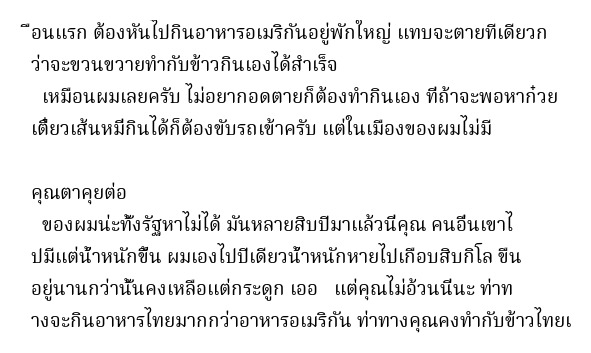 ือนแรก ต้องหันไปกินอาหารอเมริกันอยู่พักใหญ่ แทบจะตายทีเดียวก
ว่าจะขวนขวายทำกับข้าวกินเองได้สำเร็จ
เหมือนผมเลยครับ ไม่อยากอดตายก็ต้องทำกินเอง ที่ถ้าจะพอหาก๋วย
เตี๋ยวเส้นหมี่กินได้ก็ต้องขับรถเข้าครับ แต่ในเมืองของผมไม่มี
คุณตาคุยต่อ
ของผมน่ะทั้งรัฐหาไม่ได้ มันหลายสิบปีมาแล้วนี่คุณ คนอื่นเขาไ
ปมีแต่น้ำหนักขึ้น ผมเองไปปีเดียวน้ำหนักหายไปเกือบสิบกิโล ขืน
อยู่นานกว่านั้นคงเหลือแต่กระดูก เออ แต่คุณไม่อ้วนนี่นะ ท่าท
างจะกินอาหารไทยมากกว่าอาหารอเมริกัน ท่าทางคุณคงทำกับข้าวไทยเ